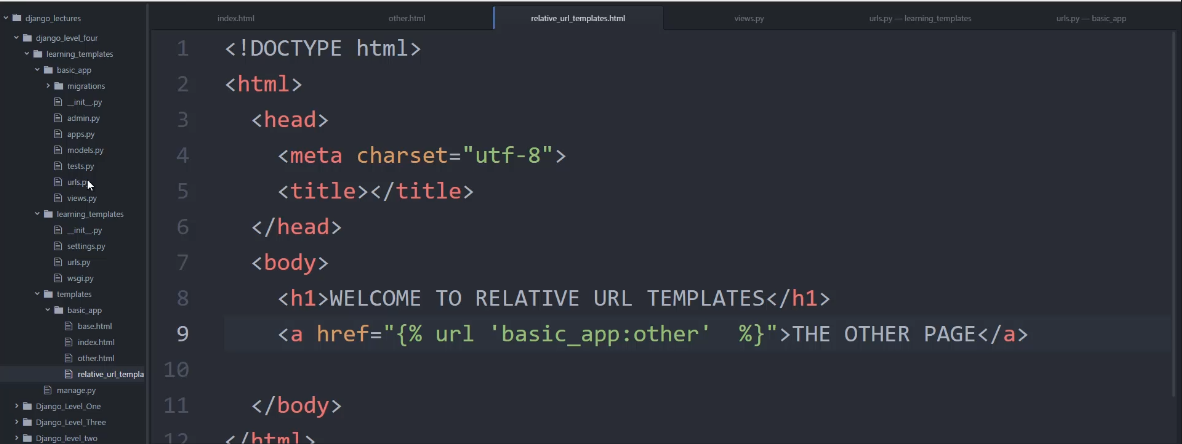 django_lectures
django_level_four
learning_templates
basic_app
migrations
__init__.py
admin.py
apps.py
models.py
tests.py
urls.py
views.py
learning_templates
__init__.py
settings.py
urls.py
wsgi.py
templates
basic_app
base.html
index.html
other.html
relative_url_templa
manage.py
Django_Level_One
Django_Level_Three
Django_level_two
index.html other.html relative_url_templates.html views.py urls.py — learning_templates urls.py — basic_app
1 <!DOCTYPE html>
2 <html>
3 <head>
4 <meta charset="utf-8">
5 <title></title>
6 </head>
7 <body>
8 <h1>WELCOME TO RELATIVE URL TEMPLATES</h1>
9 <a href="{% url 'basic_app:other'  %}">THE OTHER PAGE</a>
10
11 </body>
12 </html>